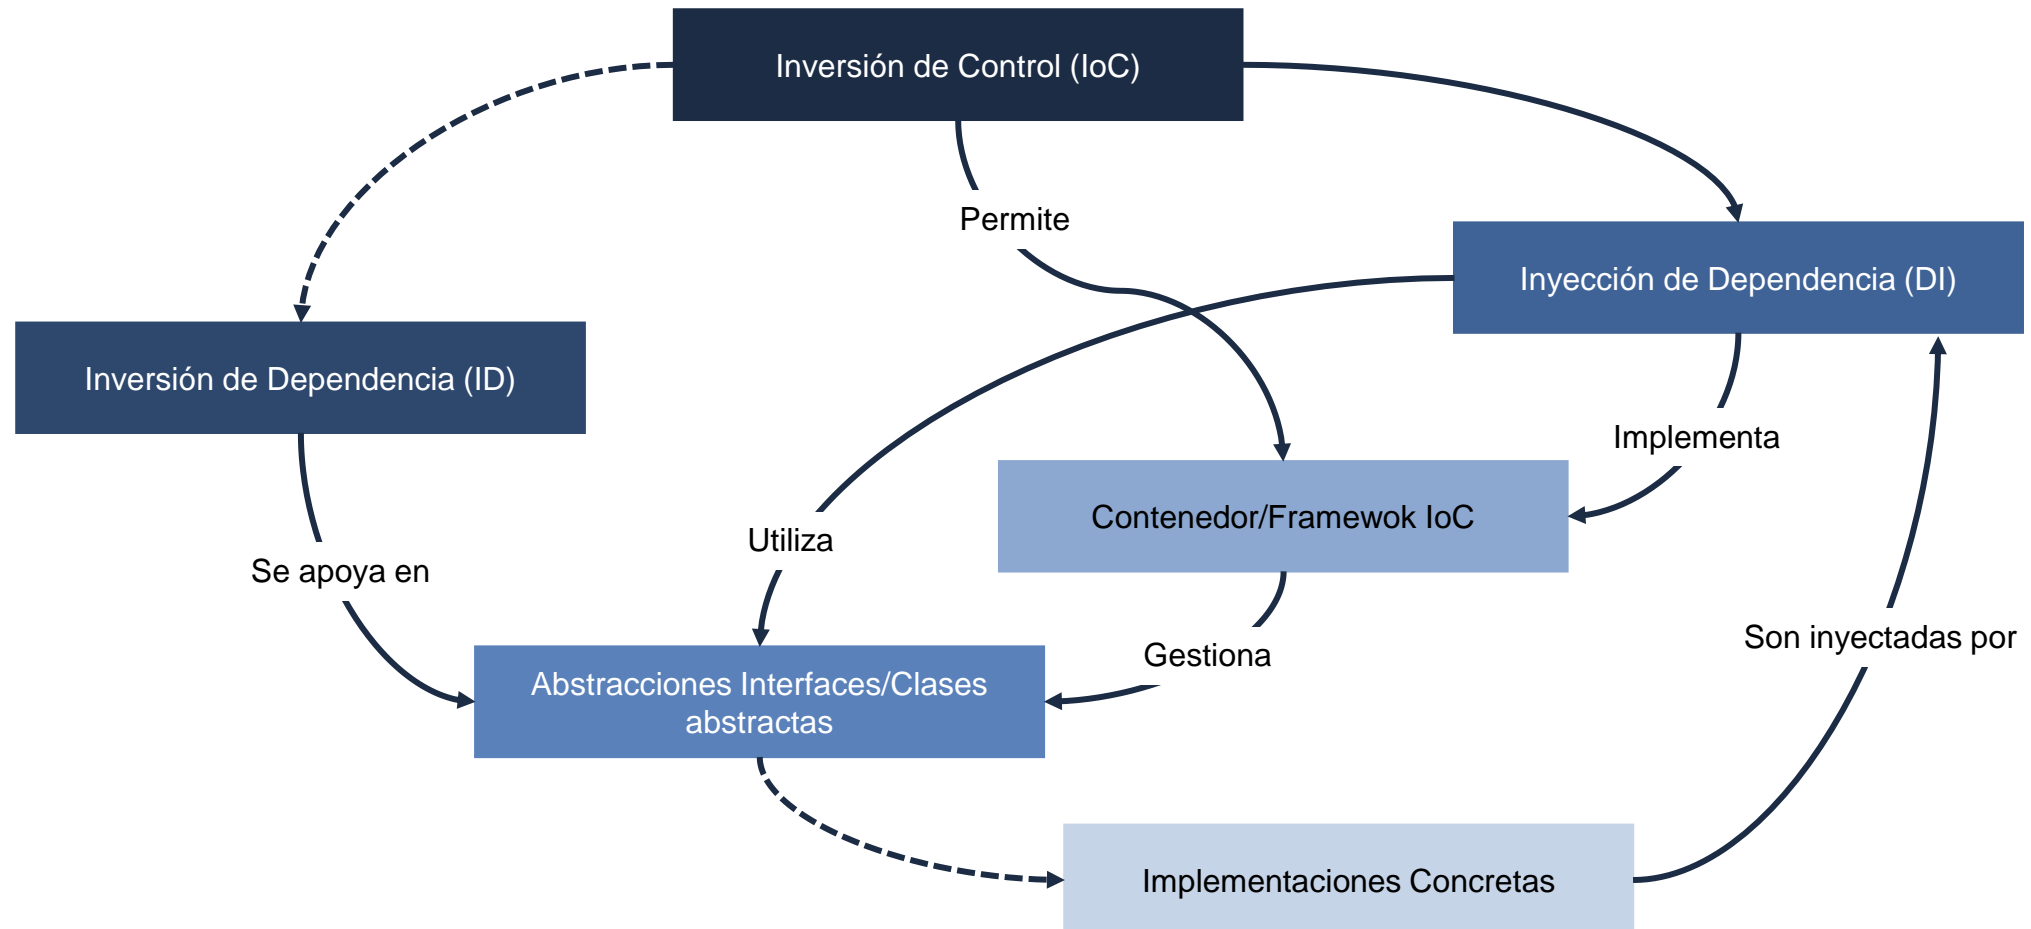 Inversión de Control (IoC)
Permite
Inyección de Dependencia (DI)
Inversión de Dependencia (ID)
Implementa
Contenedor/Framewok IoC
Utiliza
Se apoya en
Son inyectadas por
Gestiona
Abstracciones Interfaces/Clases
abstractas
Implementaciones Concretas